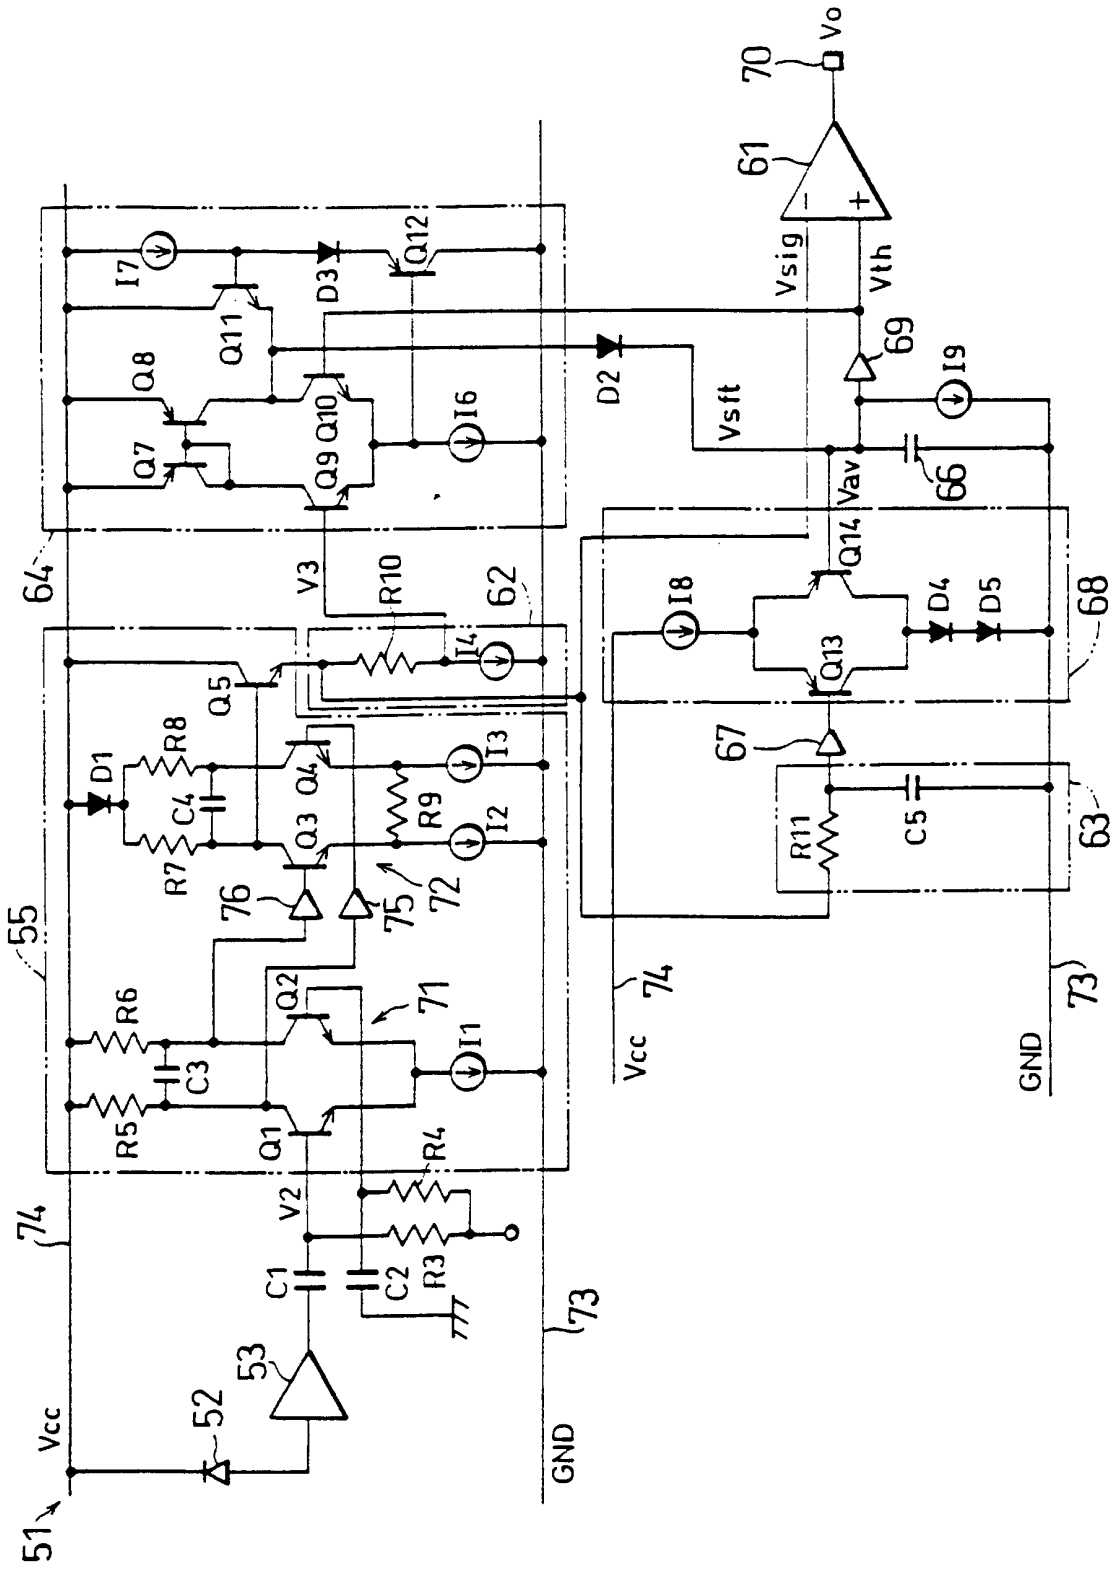 51
Vcc
74
55
64
52
53
C1
V2
C2
R3
R4
GND
73
R5
R6
C3
Q1
Q2
71
I1
76
75
72
R7
R8
D1
C4
Q3
Q4
R9
I2
I3
Q5
R10
62
I4
V3
Q7
Q8
Q9
Q10
I6
Q11
I7
D3
Q12
D2
Vsft
Vcc
74
GND
73
63
R11
C5
67
Q13
I8
Q14
D4
D5
68
Vav
66
I9
69
Vsig
Vth
61
−
+
70
Vo